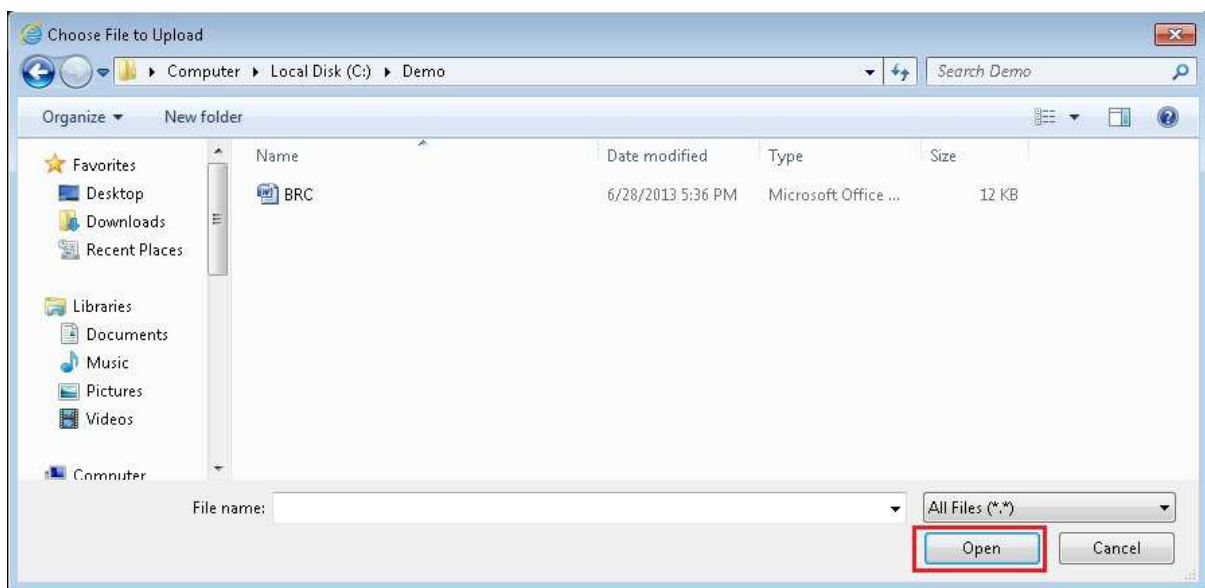 Choose File to Upload
Computer Local Disk (C:) Demo
Search Demo
Organize New folder
Name Date modified Type Size
BRC 6/28/2013 5:36 PM Microsoft Office ... 12 KB
Favorites
Desktop
Downloads
Recent Places
Libraries
Documents
Music
Pictures
Videos
Computer
File name: All Files (*.*)
Open Cancel